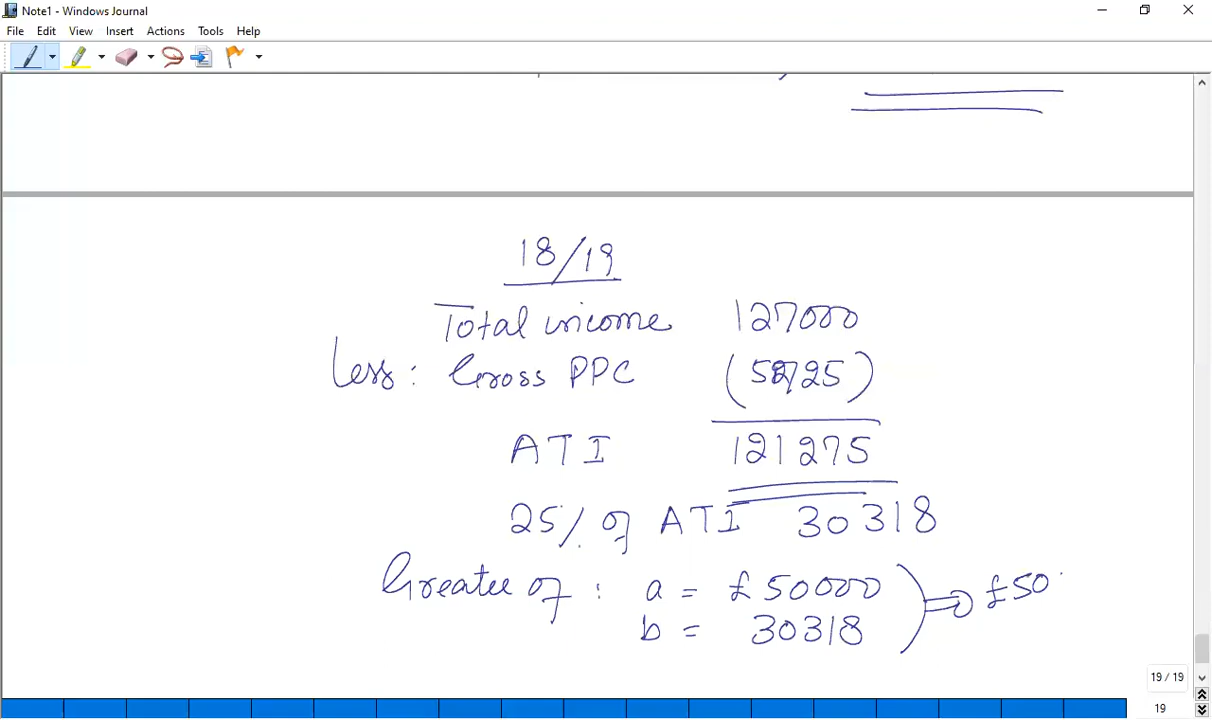 Note1 - Windows Journal
File Edit View Insert Actions Tools Help
18/19
Total income 127000
Less: Gross PPC (5725)
ATI 121275
25% of ATI 30318
Greater of : a = £50000
b = 30318
⇒ £50
19 / 19
19